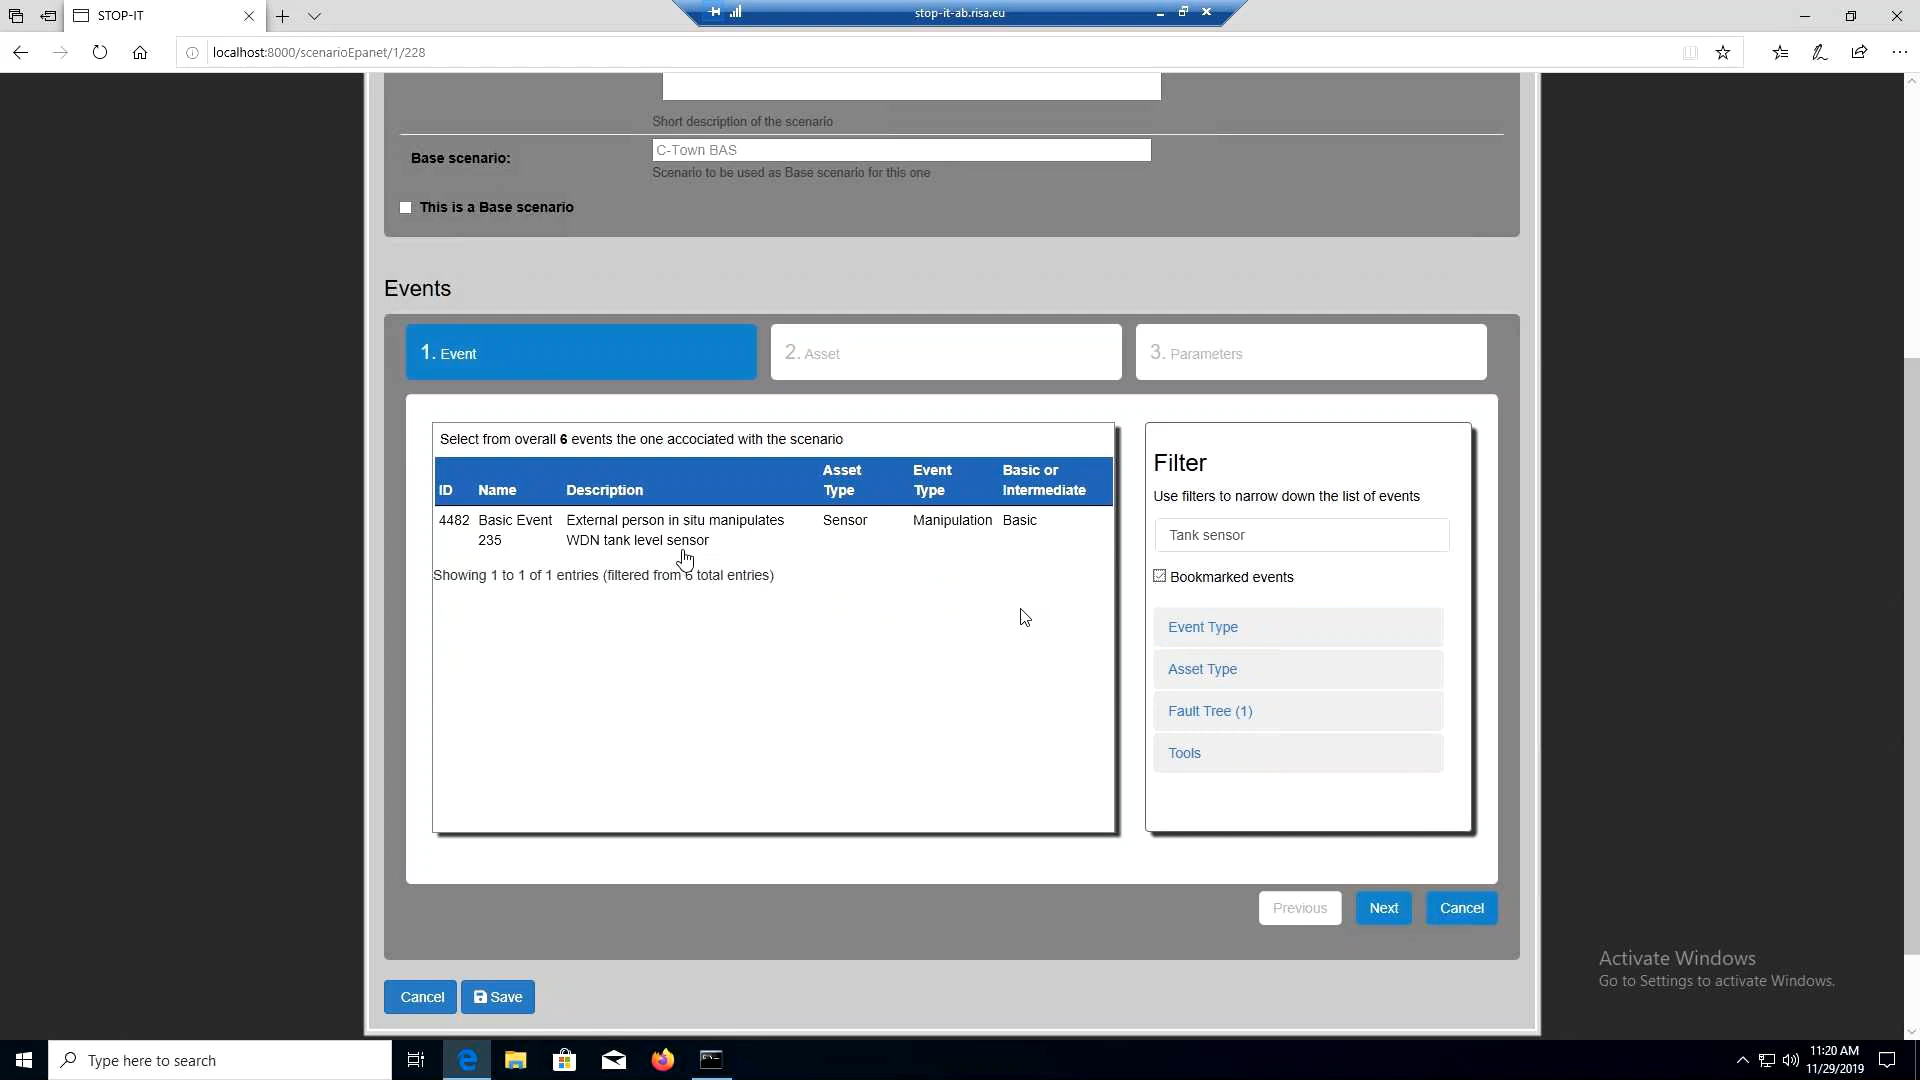 STOP-IT
stop-it-ab.risa.eu
localhost:8000/scenarioEpanet/1/228
Short description of the scenario
Base scenario:
C-Town BAS
Scenario to be used as Base scenario for this one
This is a Base scenario
Events
1. Event
2. Asset
3. Parameters
Select from overall 6 events the one accociated with the scenario
ID Name Description Asset Type Event Type Basic or Intermediate
4482 Basic Event 235 External person in situ manipulates WDN tank level sensor Sensor Manipulation Basic
Showing 1 to 1 of 1 entries (filtered from 6 total entries)
Filter
Use filters to narrow down the list of events
Tank sensor
Bookmarked events
Event Type
Asset Type
Fault Tree (1)
Tools
Previous
Next
Cancel
Cancel
Save
Activate Windows
Go to Settings to activate Windows.
Type here to search
11:20 AM
11/29/2019